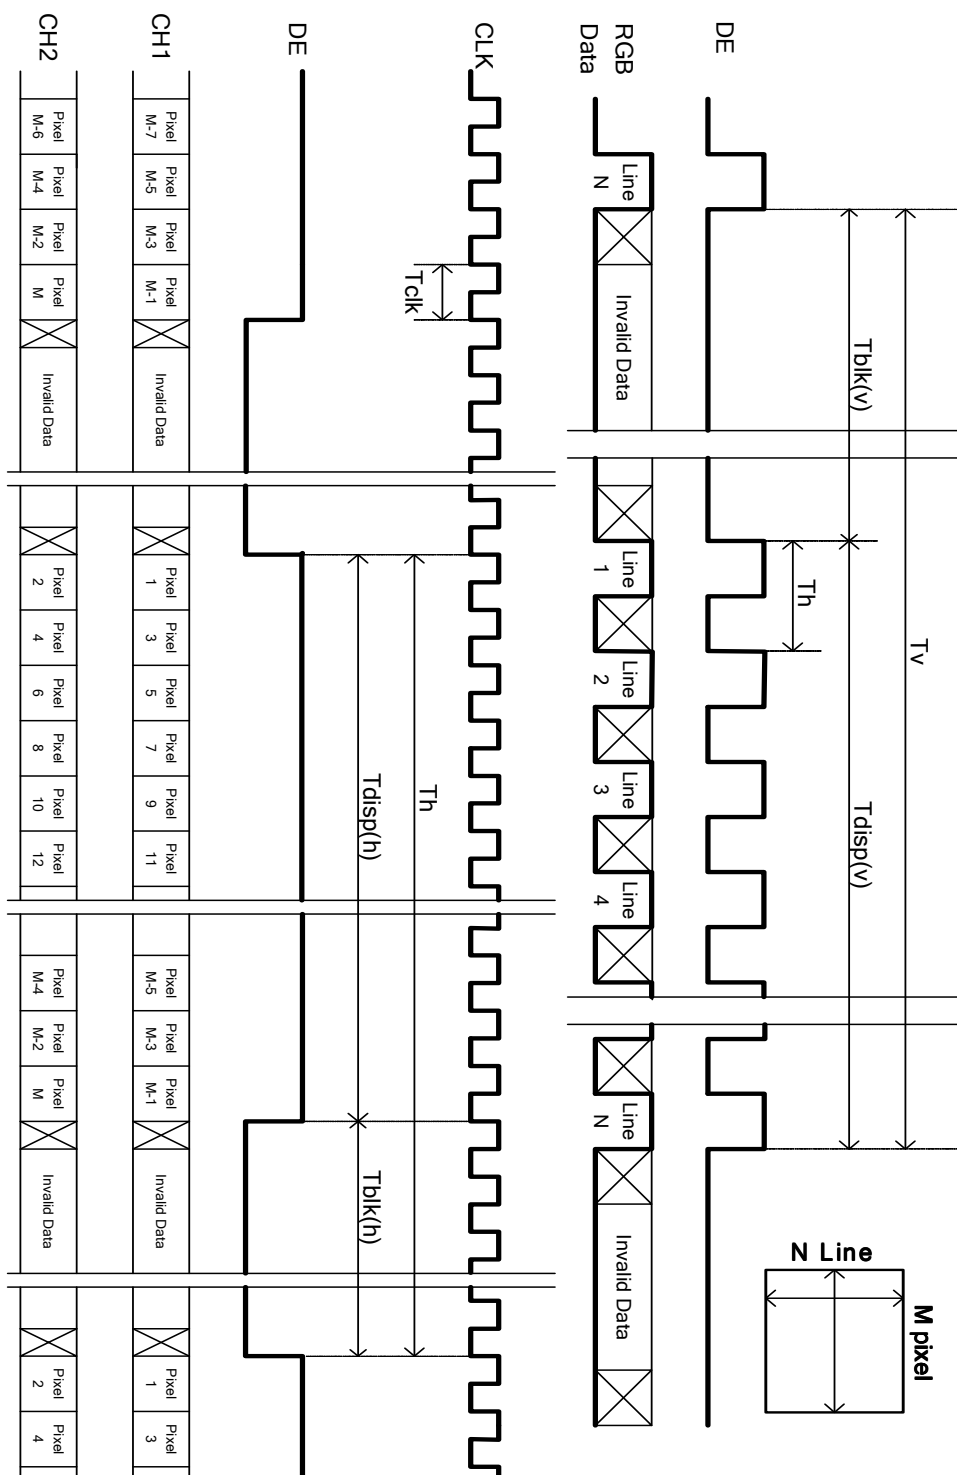 Tv
Tblk(v)
Tdisp(v)
Th
DE
RGB
Data
Line
N
Invalid Data
Line
1
Line
2
Line
3
Line
4
Line
N
Invalid Data
M pixel
N Line
CLK
Tclk
Th
Tdisp(h)
Tblk(h)
DE
CH1
Pixel
M-7
Pixel
M-5
Pixel
M-3
Pixel
M-1
Invalid Data
Pixel
1
Pixel
3
Pixel
5
Pixel
7
Pixel
9
Pixel
11
Pixel
M-5
Pixel
M-3
Pixel
M-1
Invalid Data
Pixel
1
Pixel
3
CH2
Pixel
M-6
Pixel
M-4
Pixel
M-2
Pixel
M
Invalid Data
Pixel
2
Pixel
4
Pixel
6
Pixel
8
Pixel
10
Pixel
12
Pixel
M-4
Pixel
M-2
Pixel
M
Invalid Data
Pixel
2
Pixel
4